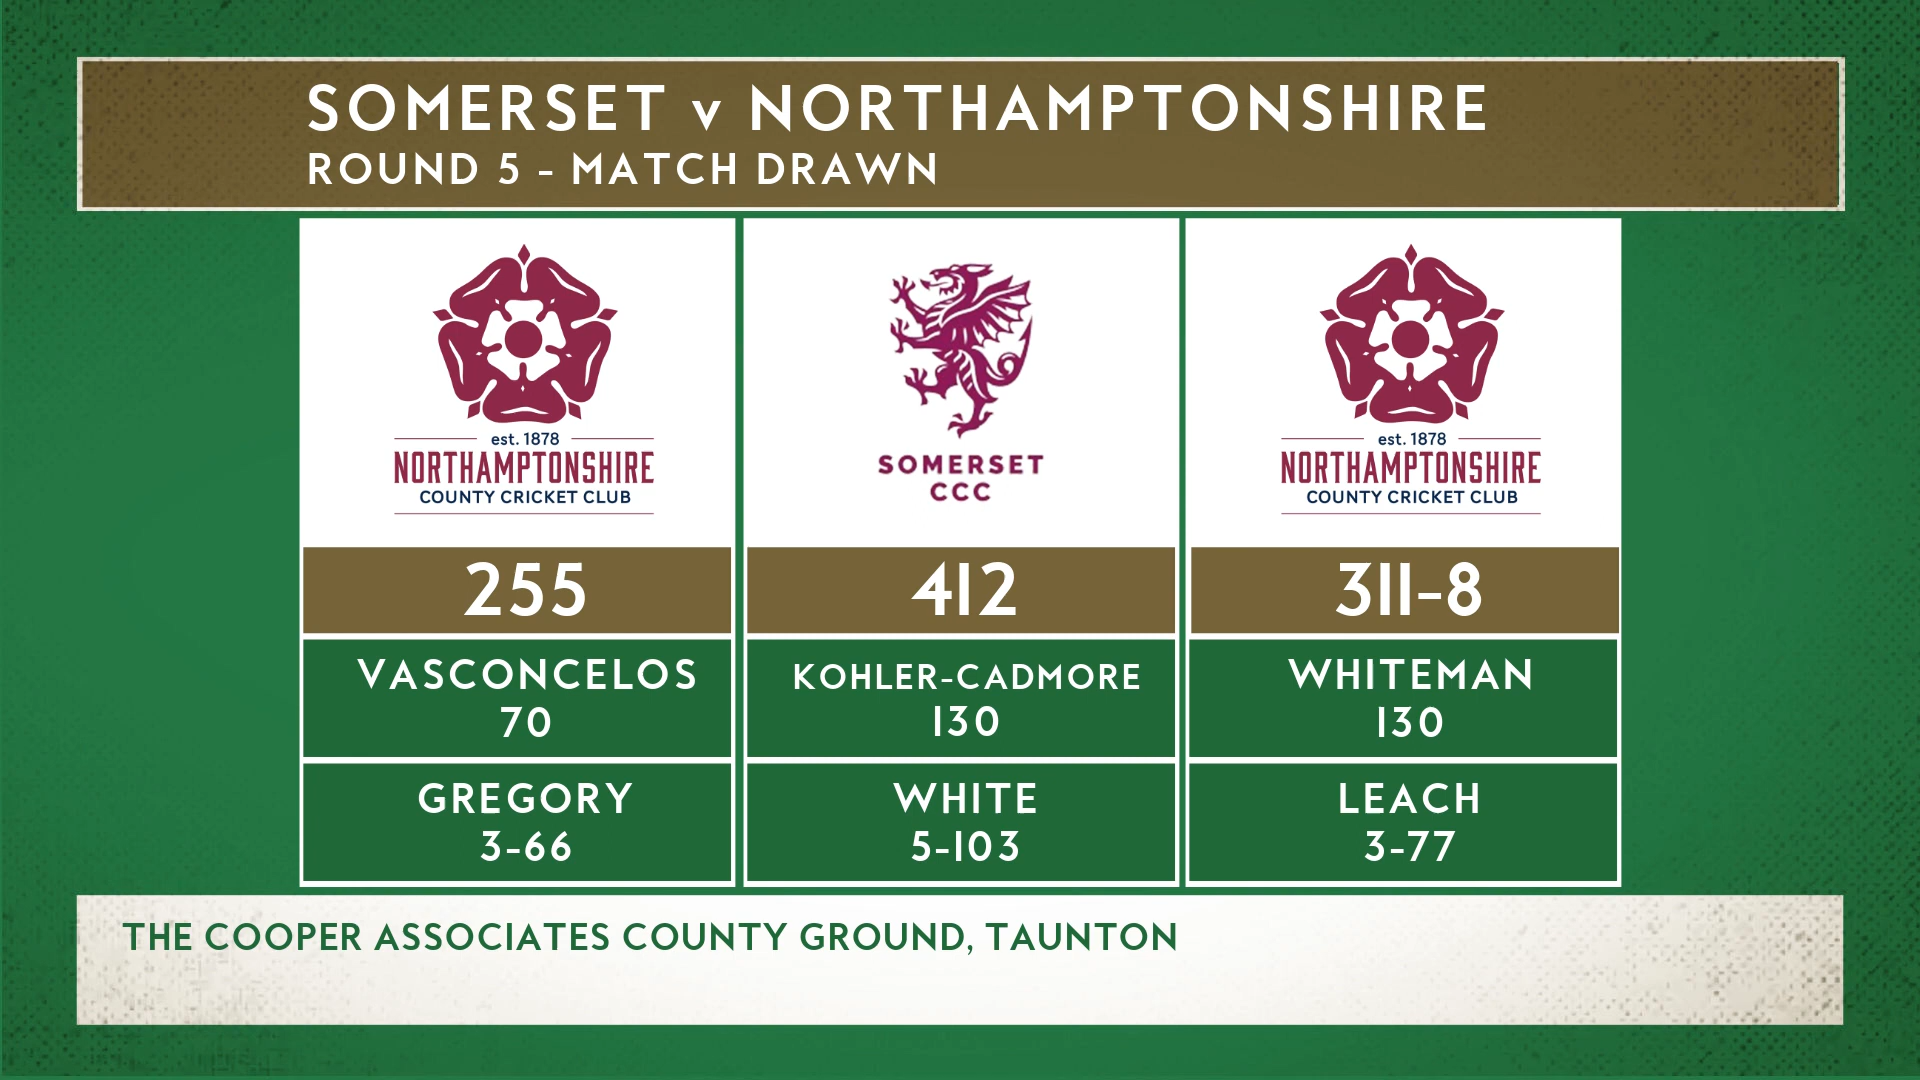 SOMERSET v NORTHAMPTONSHIRE
ROUND 5 - MATCH DRAWN
est. 1878
NORTHAMPTONSHIRE
COUNTY CRICKET CLUB
255
VASCONCELOS
70
GREGORY
3-66
SOMERSET
CCC
412
KOHLER-CADMORE
130
WHITE
5-103
est. 1878
NORTHAMPTONSHIRE
COUNTY CRICKET CLUB
311-8
WHITEMAN
130
LEACH
3-77
THE COOPER ASSOCIATES COUNTY GROUND, TAUNTON